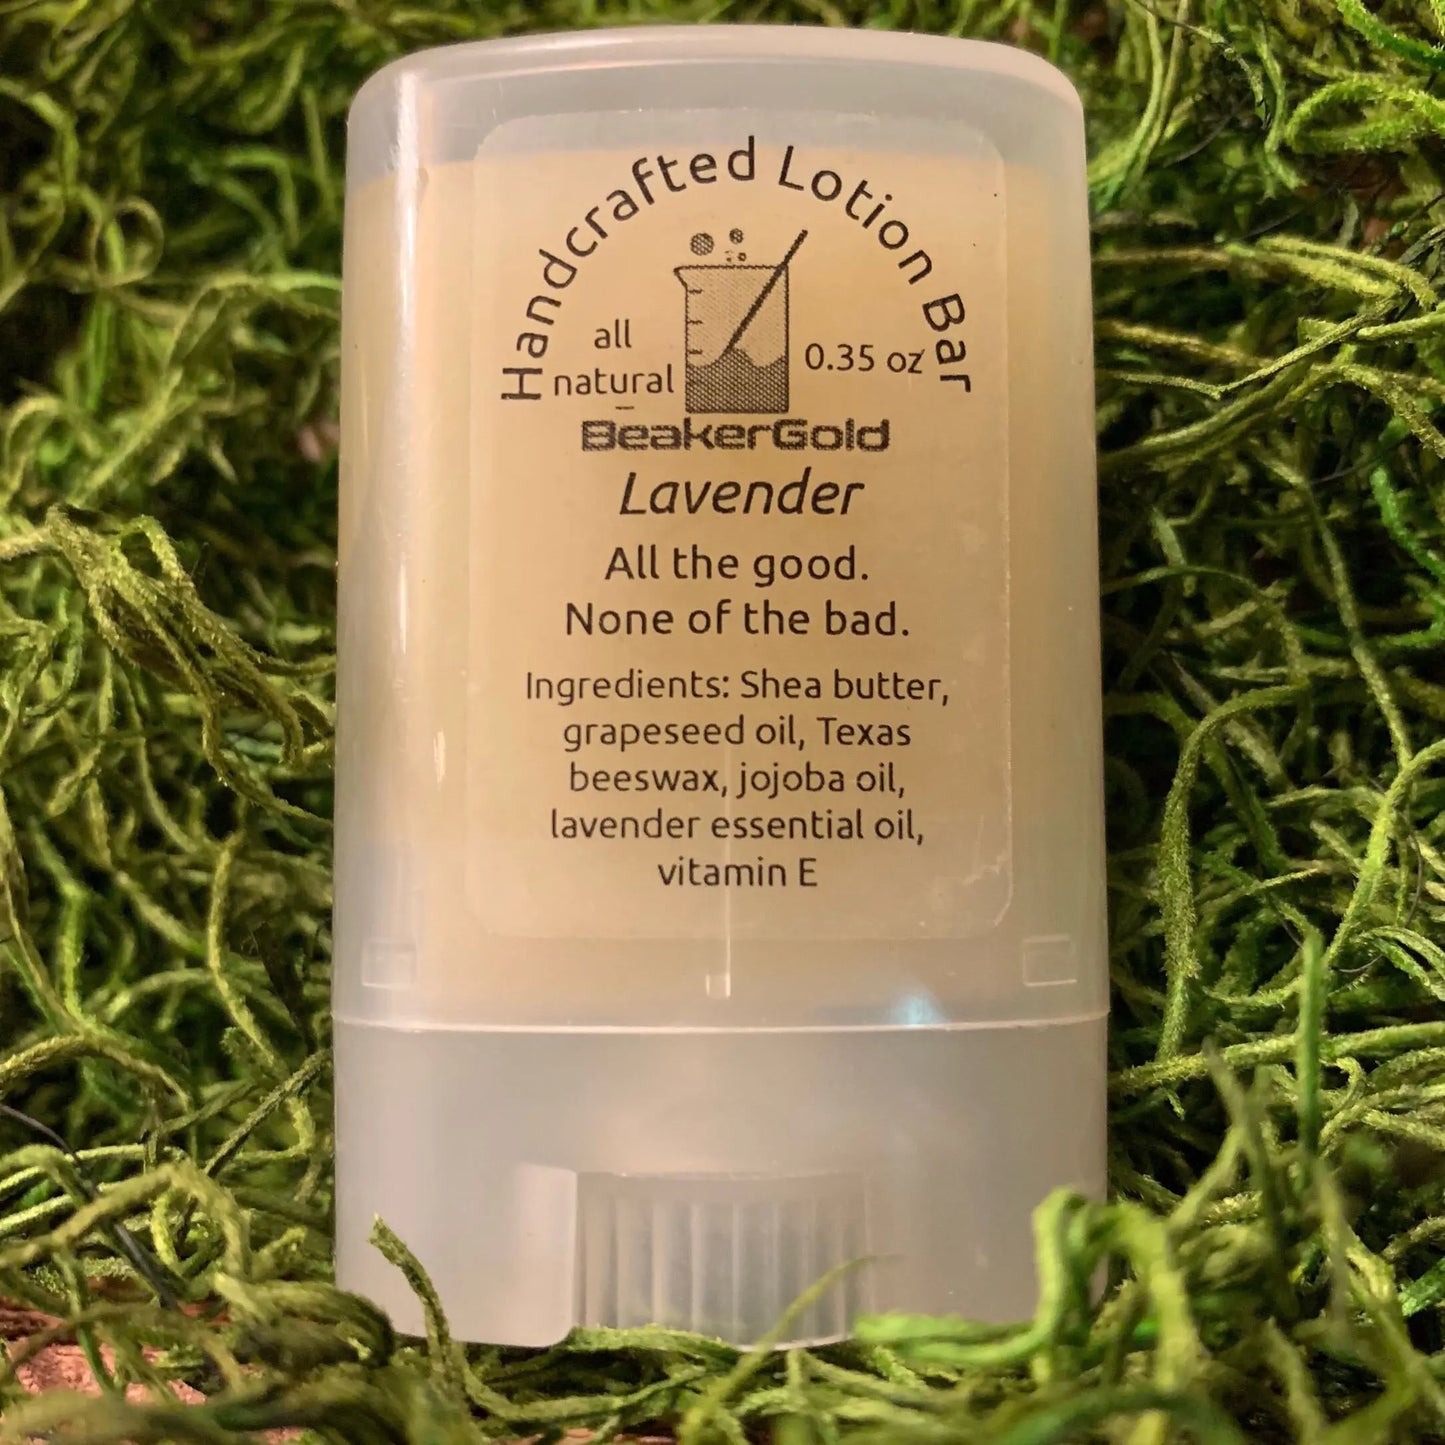 Handcrafted Lotion Bar
all
natural
0.35 oz
BeakerGold
Lavender
All the good.
None of the bad.
Ingredients: Shea butter,
grapeseed oil, Texas
beeswax, jojoba oil,
lavender essential oil,
vitamin E